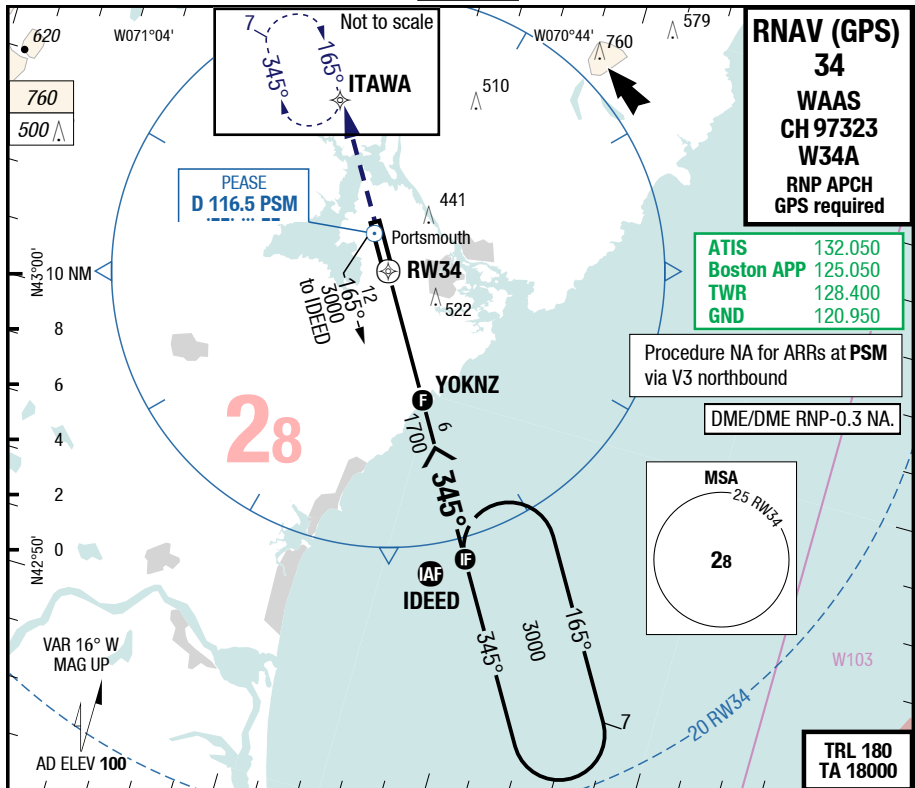 620
W071°04'
7
165°
345°
Not to scale
ITAWA
W070°44'
760
579
510
760
500
RNAV (GPS)
34
WAAS
CH 97323
W34A
RNP APCH
GPS required
PEASE
D 116.5 PSM
441
Portsmouth
RW34
522
12
165°
3000
to IDEED
ATIS 132.050
Boston APP 125.050
TWR 128.400
GND 120.950
Procedure NA for ARRs at PSM
via V3 northbound
DME/DME RNP-0.3 NA.
N43°00'
10 NM
8
6
4
2
0
N42°50'
28
YOKNZ
F
6
1700
345°
IF
IAF
IDEED
345°
3000
165°
7
MSA
25 RW34
28
VAR 16° W
MAG UP
AD ELEV 100
W103
20 RW34
TRL 180
TA 18000